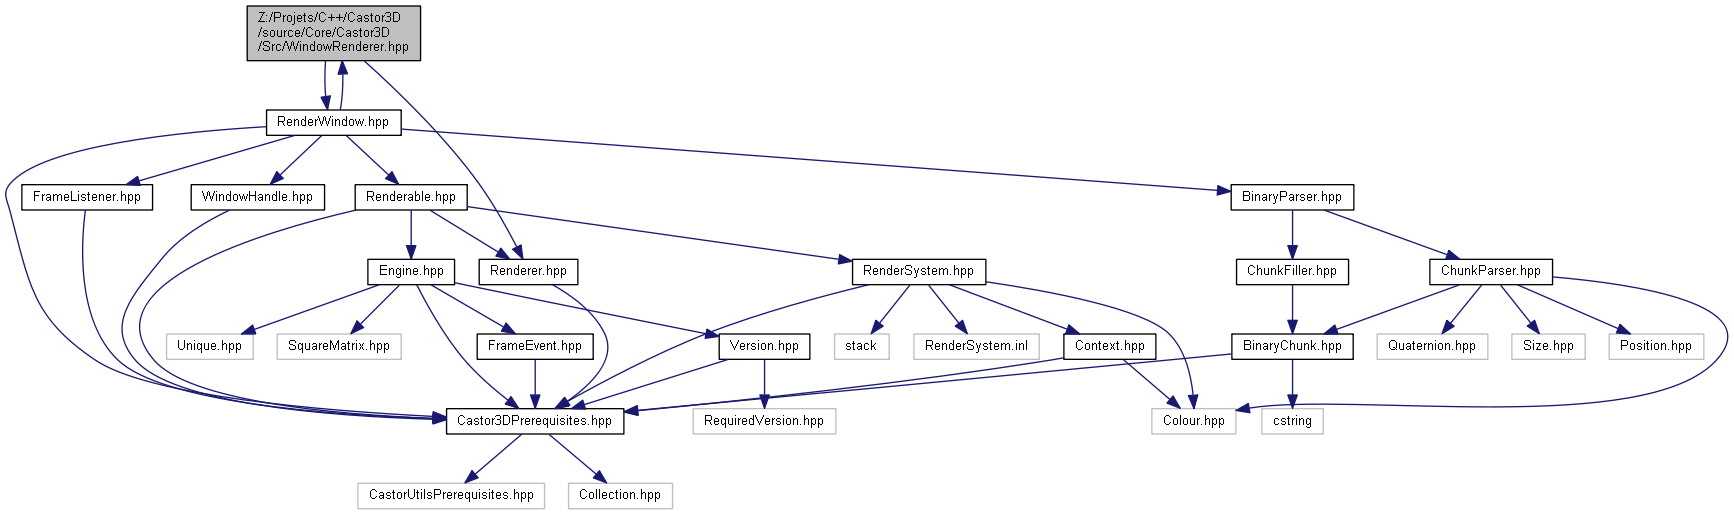 Z:/Projets/C++/Castor3D
/source/Core/Castor3D
/Src/WindowRenderer.hpp
RenderWindow.hpp
FrameListener.hpp
WindowHandle.hpp
Renderable.hpp
BinaryParser.hpp
Engine.hpp
Renderer.hpp
RenderSystem.hpp
ChunkFiller.hpp
ChunkParser.hpp
Unique.hpp
SquareMatrix.hpp
FrameEvent.hpp
Version.hpp
stack
RenderSystem.inl
Context.hpp
BinaryChunk.hpp
Quaternion.hpp
Size.hpp
Position.hpp
Castor3DPrerequisites.hpp
RequiredVersion.hpp
Colour.hpp
cstring
CastorUtilsPrerequisites.hpp
Collection.hpp